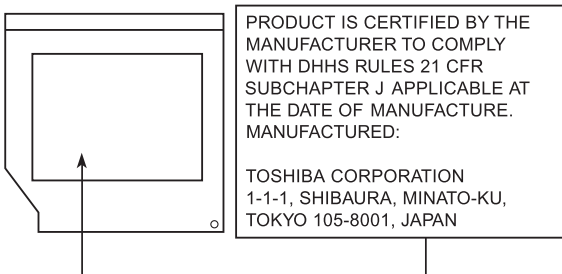 PRODUCT IS CERTIFIED BY THE
MANUFACTURER TO COMPLY
WITH DHHS RULES 21 CFR
SUBCHAPTER J APPLICABLE AT
THE DATE OF MANUFACTURE.
MANUFACTURED:
TOSHIBA CORPORATION
1-1-1, SHIBAURA, MINATO-KU,
TOKYO 105-8001, JAPAN